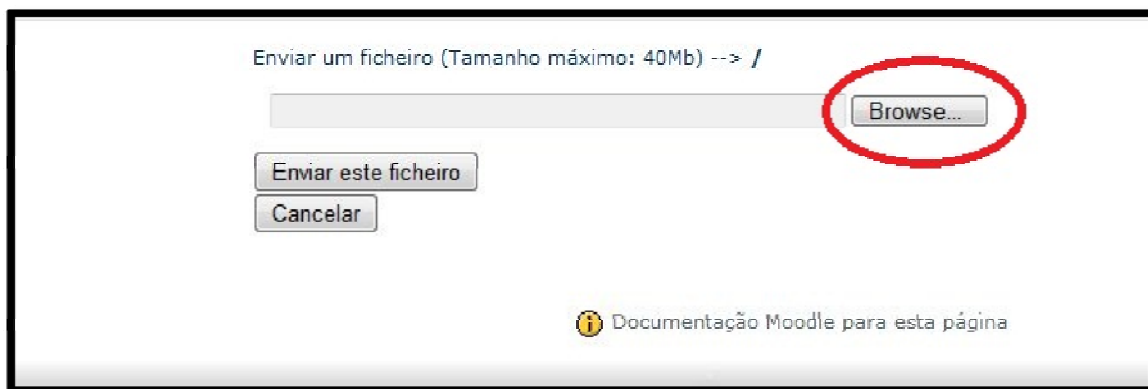 Enviar um ficheiro (Tamanho máximo: 40Mb) --> /
Browse...
Enviar este ficheiro
Cancelar
Documentação Moodle para esta página